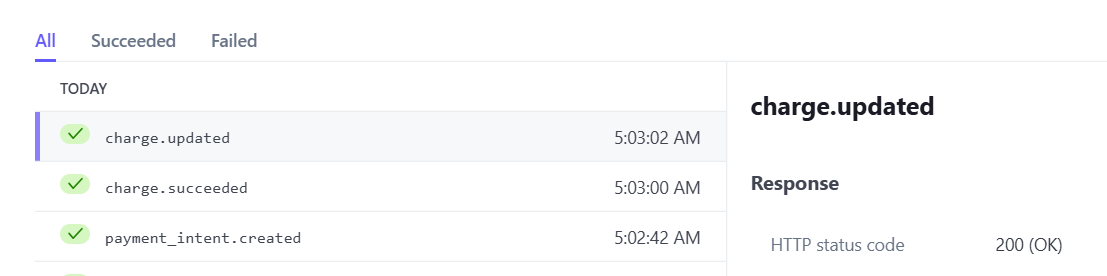 All Succeeded Failed
TODAY
charge.updated 5:03:02 AM
charge.succeeded 5:03:00 AM
payment_intent.created 5:02:42 AM
charge.updated
Response
HTTP status code 200 (OK)